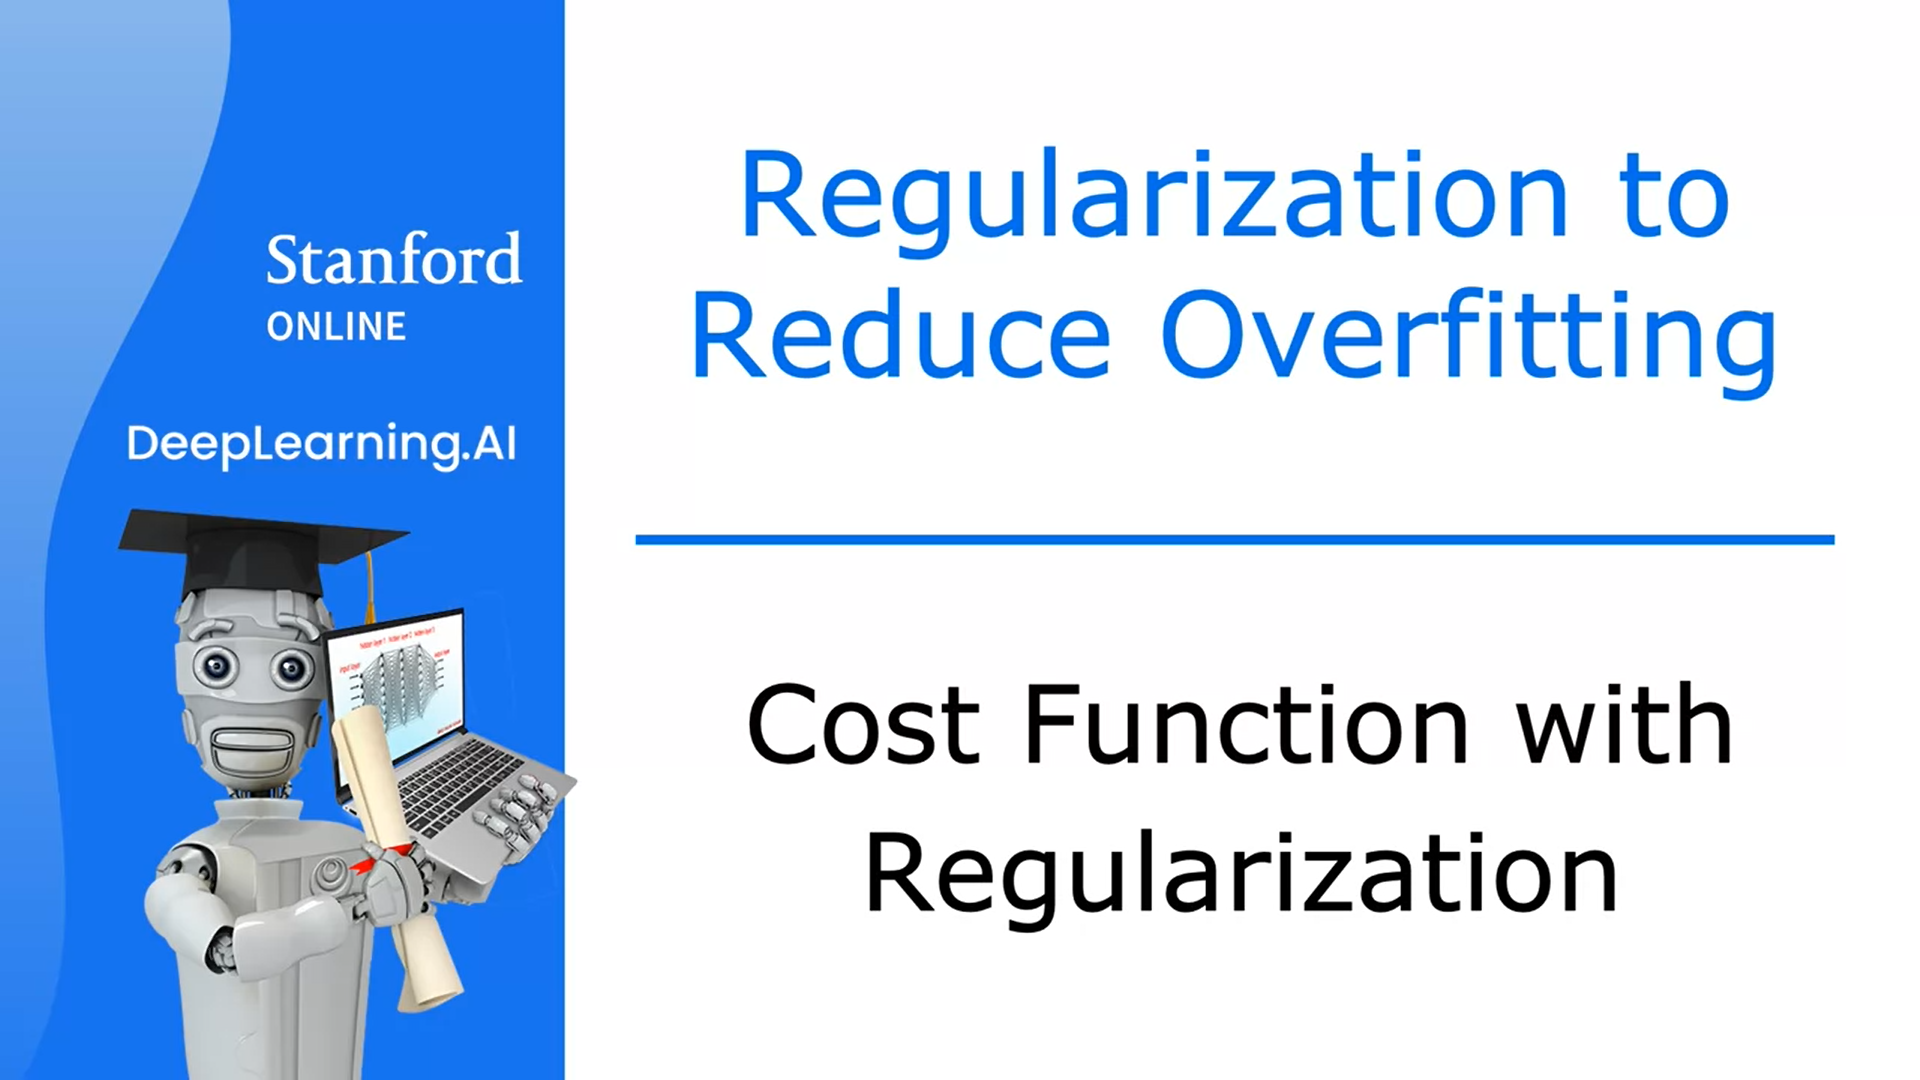 Stanford
ONLINE
DeepLearning.AI
Regularization to
Reduce Overfitting
Cost Function with
Regularization